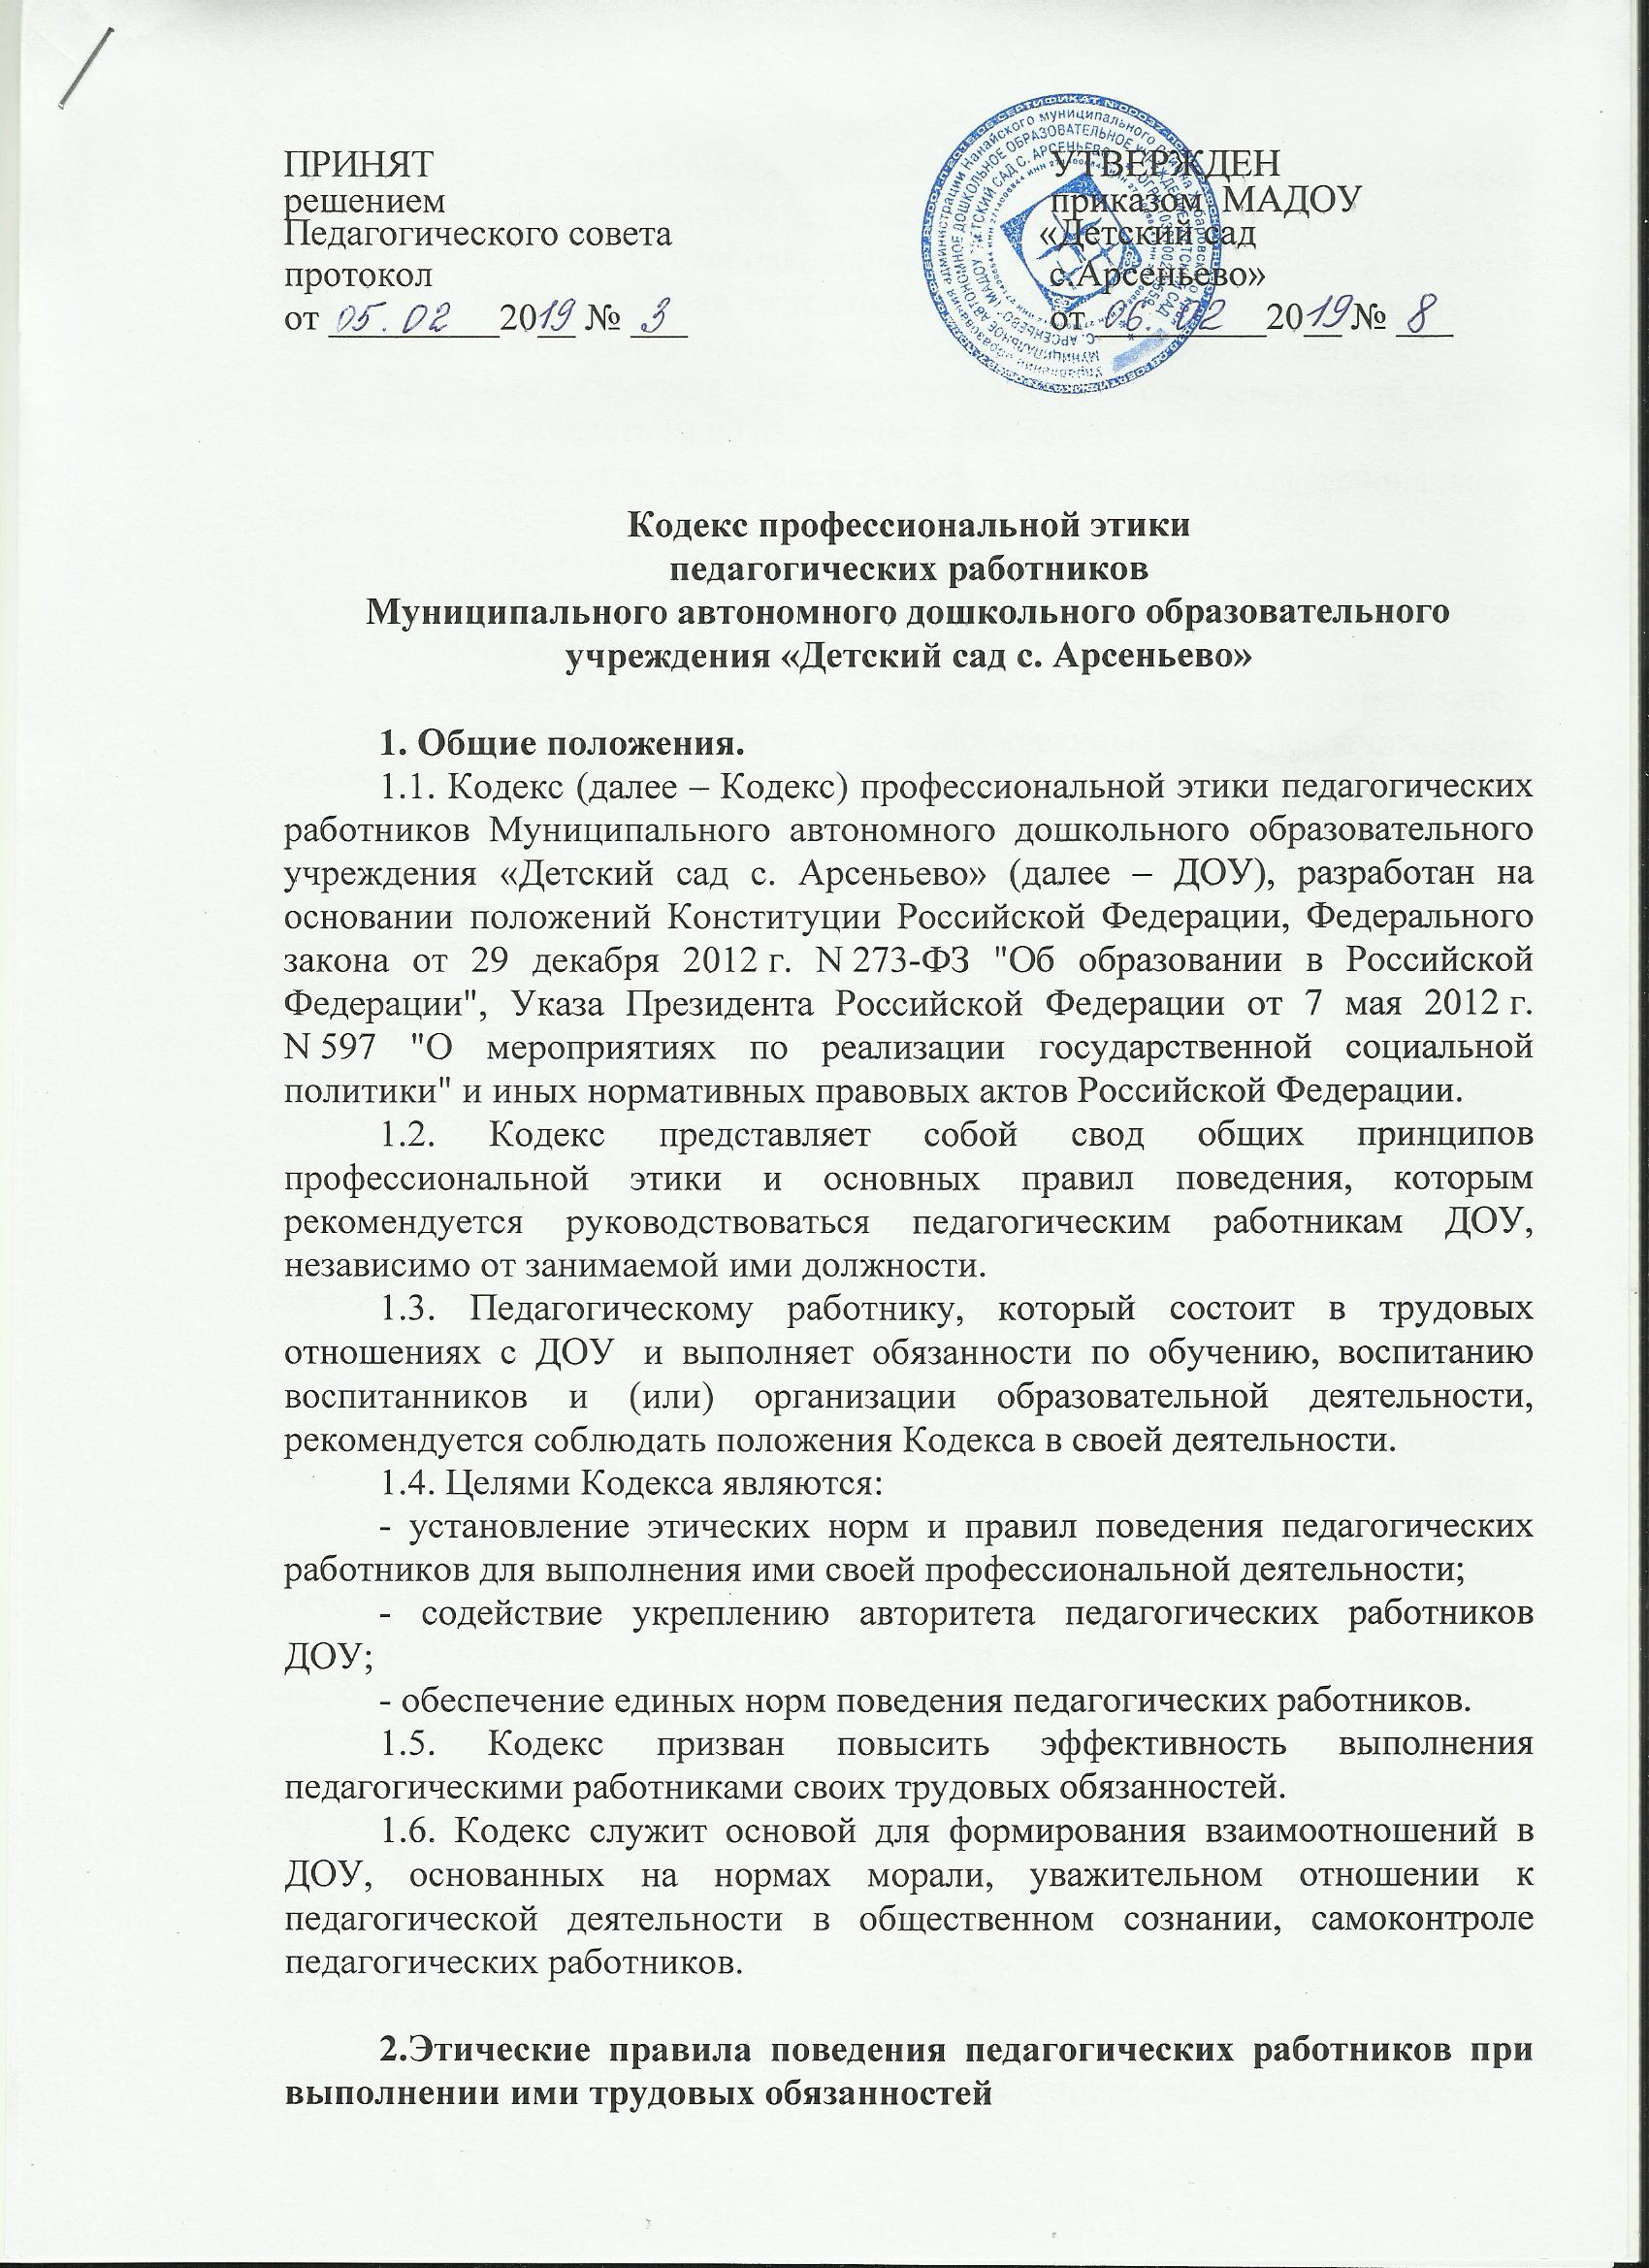 ПРИНЯТ
решением
Педагогического совета
протокол
от 05.02 2019 № 3
УТВЕРЖДЕН
приказом МАДОУ
«Детский сад
с.Арсеньево»
от 06.02 2019 № 8
Кодекс профессиональной этики
педагогических работников
Муниципального автономного дошкольного образовательного
учреждения «Детский сад с. Арсеньево»
1. Общие положения.
1.1. Кодекс (далее – Кодекс) профессиональной этики педагогических
работников Муниципального автономного дошкольного образовательного
учреждения «Детский сад с. Арсеньево» (далее – ДОУ), разработан на
основании положений Конституции Российской Федерации, Федерального
закона от 29 декабря 2012 г. N 273-ФЗ "Об образовании в Российской
Федерации", Указа Президента Российской Федерации от 7 мая 2012 г.
N 597 "О мероприятиях по реализации государственной социальной
политики" и иных нормативных правовых актов Российской Федерации.
1.2. Кодекс представляет собой свод общих принципов
профессиональной этики и основных правил поведения, которым
рекомендуется руководствоваться педагогическим работникам ДОУ,
независимо от занимаемой ими должности.
1.3. Педагогическому работнику, который состоит в трудовых
отношениях с ДОУ и выполняет обязанности по обучению, воспитанию
воспитанников и (или) организации образовательной деятельности,
рекомендуется соблюдать положения Кодекса в своей деятельности.
1.4. Целями Кодекса являются:
- установление этических норм и правил поведения педагогических
работников для выполнения ими своей профессиональной деятельности;
- содействие укреплению авторитета педагогических работников
ДОУ;
- обеспечение единых норм поведения педагогических работников.
1.5. Кодекс призван повысить эффективность выполнения
педагогическими работниками своих трудовых обязанностей.
1.6. Кодекс служит основой для формирования взаимоотношений в
ДОУ, основанных на нормах морали, уважительном отношении к
педагогической деятельности в общественном сознании, самоконтроле
педагогических работников.
2.Этические правила поведения педагогических работников при
выполнении ими трудовых обязанностей